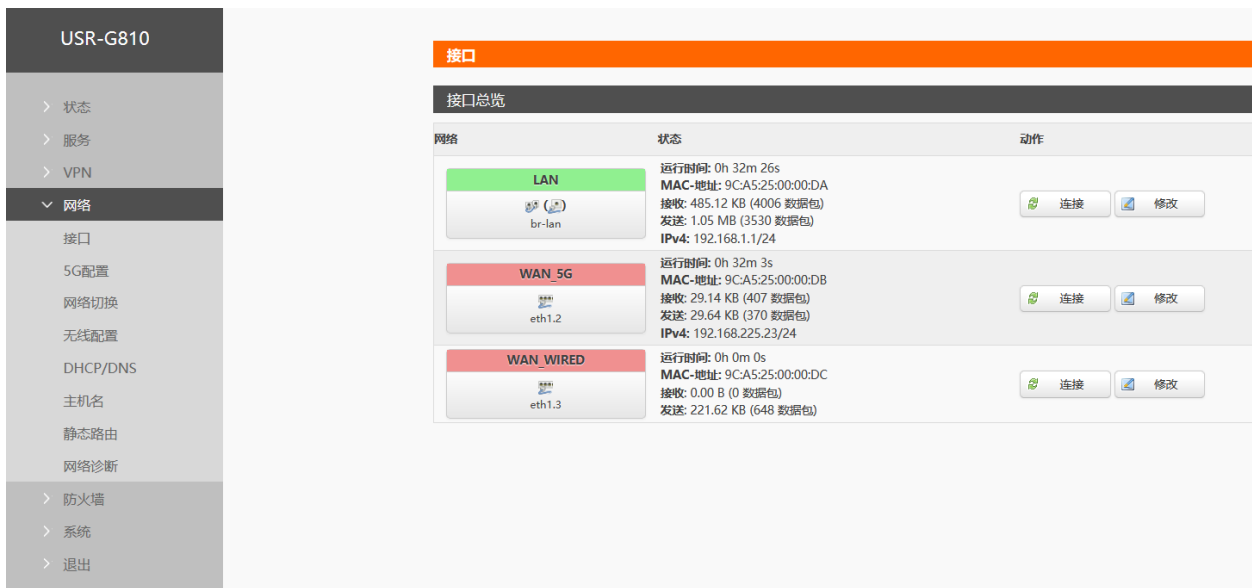 USR-G810
状态
服务
VPN
网络
接口
5G配置
网络切换
无线配置
DHCP/DNS
主机名
静态路由
网络诊断
防火墙
系统
退出
接口
接口总览
网络 状态 动作
LAN
br-lan
运行时间: 0h 32m 26s
MAC-地址: 9C:A5:25:00:00:DA
接收: 485.12 KB (4006 数据包)
发送: 1.05 MB (3530 数据包)
IPv4: 192.168.1.1/24
连接 修改
WAN_5G
eth1.2
运行时间: 0h 32m 3s
MAC-地址: 9C:A5:25:00:00:DB
接收: 29.14 KB (407 数据包)
发送: 29.64 KB (370 数据包)
IPv4: 192.168.225.23/24
连接 修改
WAN_WIRED
eth1.3
运行时间: 0h 0m 0s
MAC-地址: 9C:A5:25:00:00:DC
接收: 0.00 B (0 数据包)
发送: 221.62 KB (648 数据包)
连接 修改